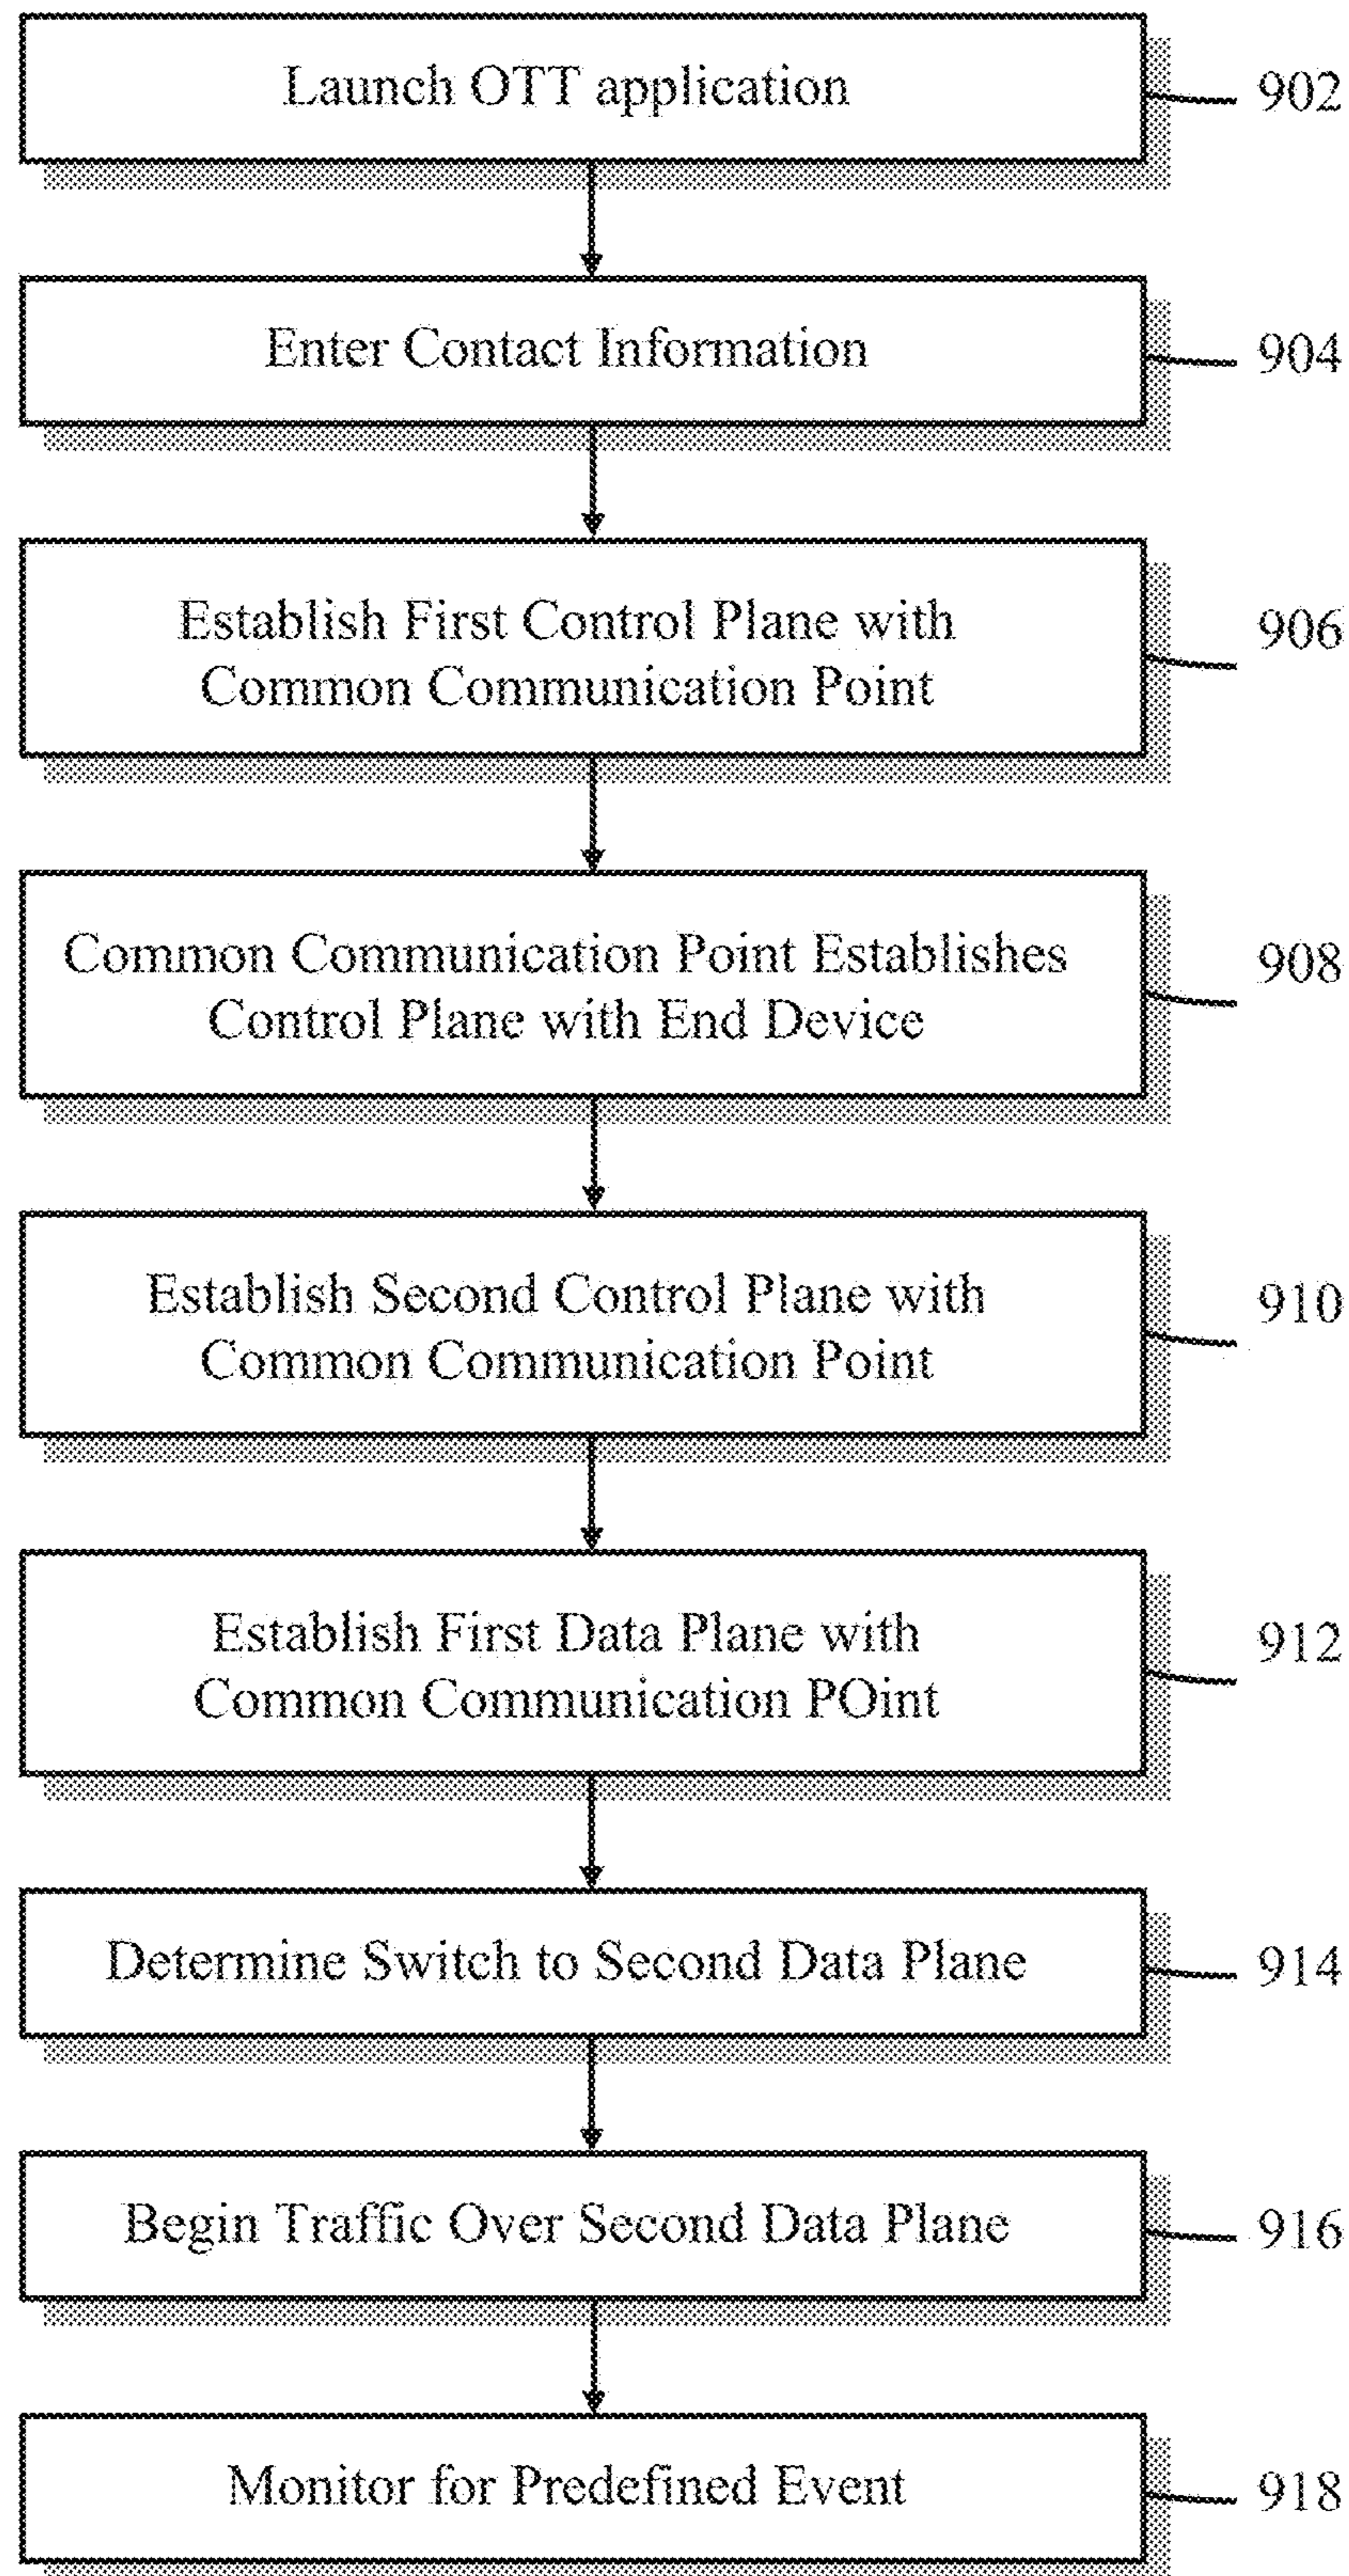 Launch OTT application
902
Enter Contact Information
904
Establish First Control Plane with
Common Communication Point
906
Common Communication Point Establishes
Control Plane with End Device
908
Establish Second Control Plane with
Common Communication Point
910
Establish First Data Plane with
Common Communication POint
912
Determine Switch to Second Data Plane
914
Begin Traffic Over Second Data Plane
916
Monitor for Predefined Event
918